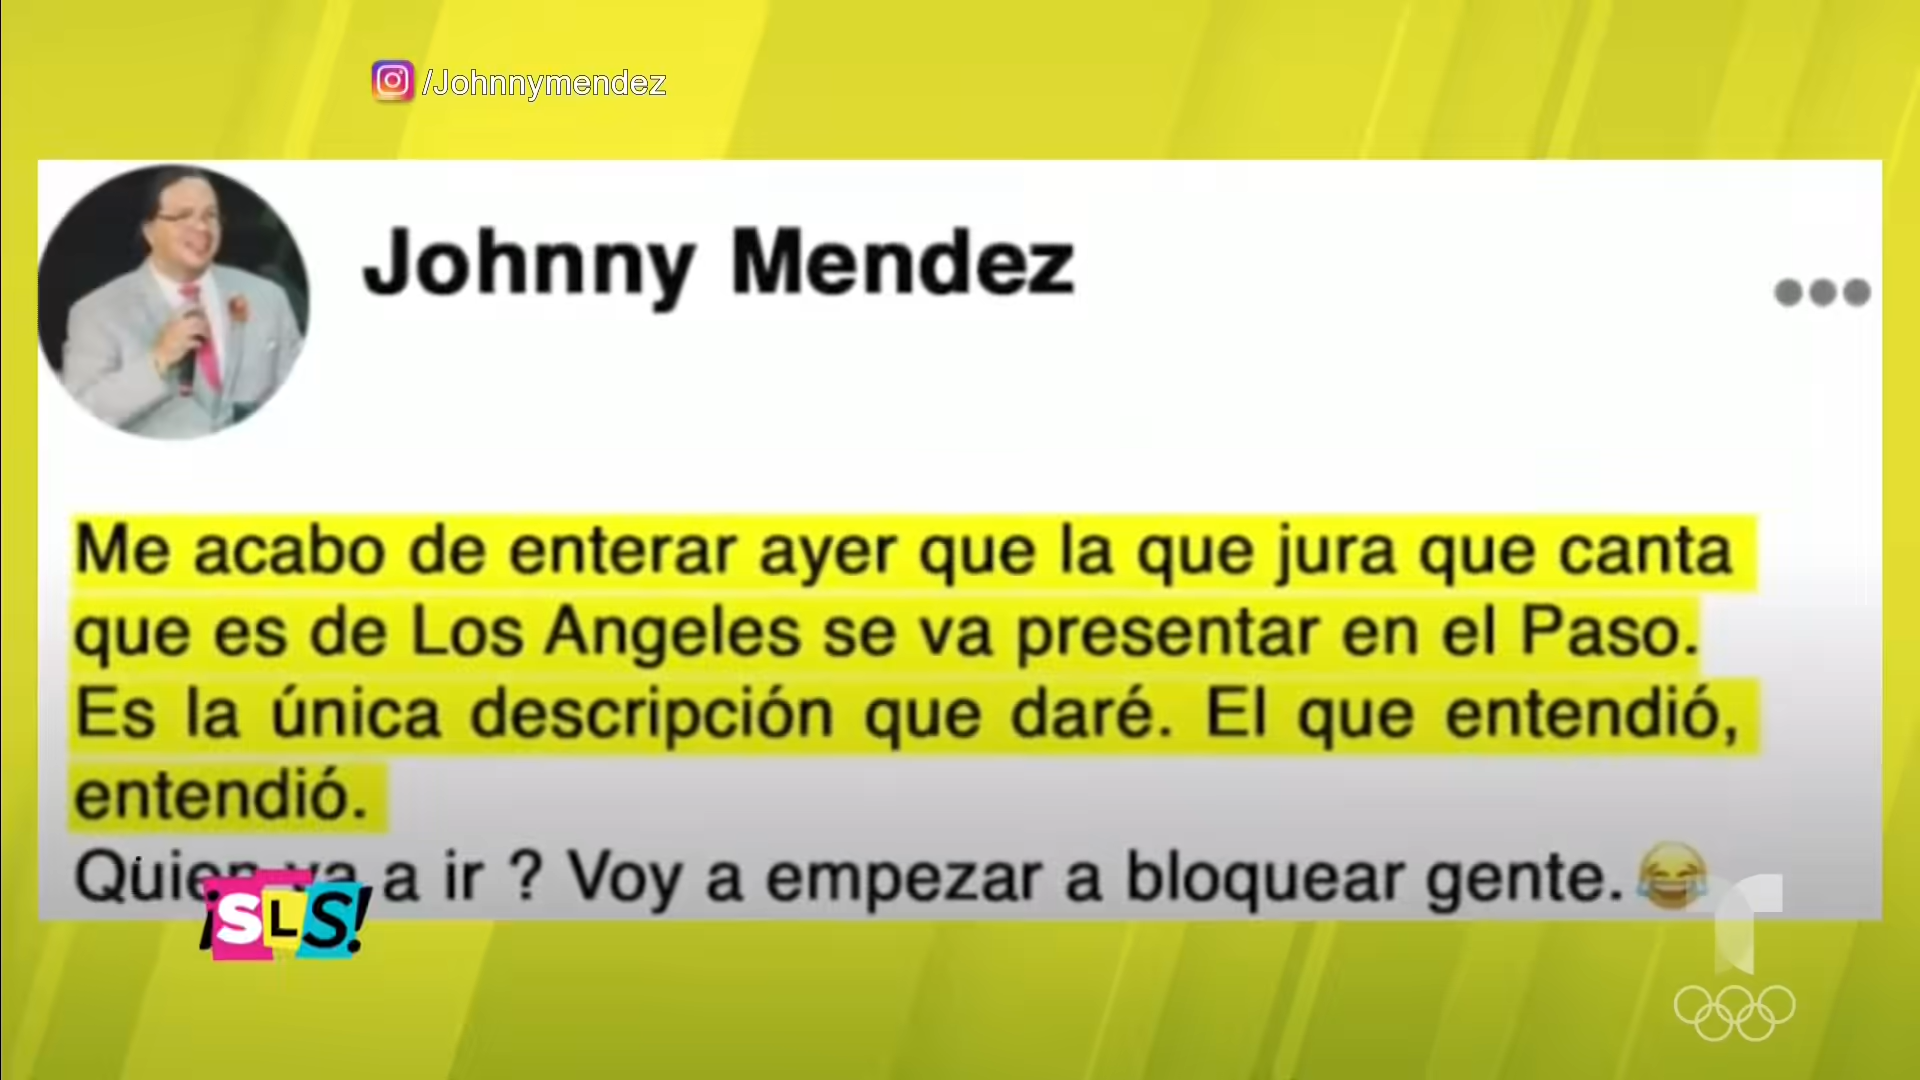 /Johnnymendez
Johnny Mendez
Me acabo de enterar ayer que la que jura que canta
que es de Los Angeles se va presentar en el Paso.
Es la única descripción que daré. El que entendió,
entendió.
Quien va a ir ? Voy a empezar a bloquear gente.😂
¡SLS!